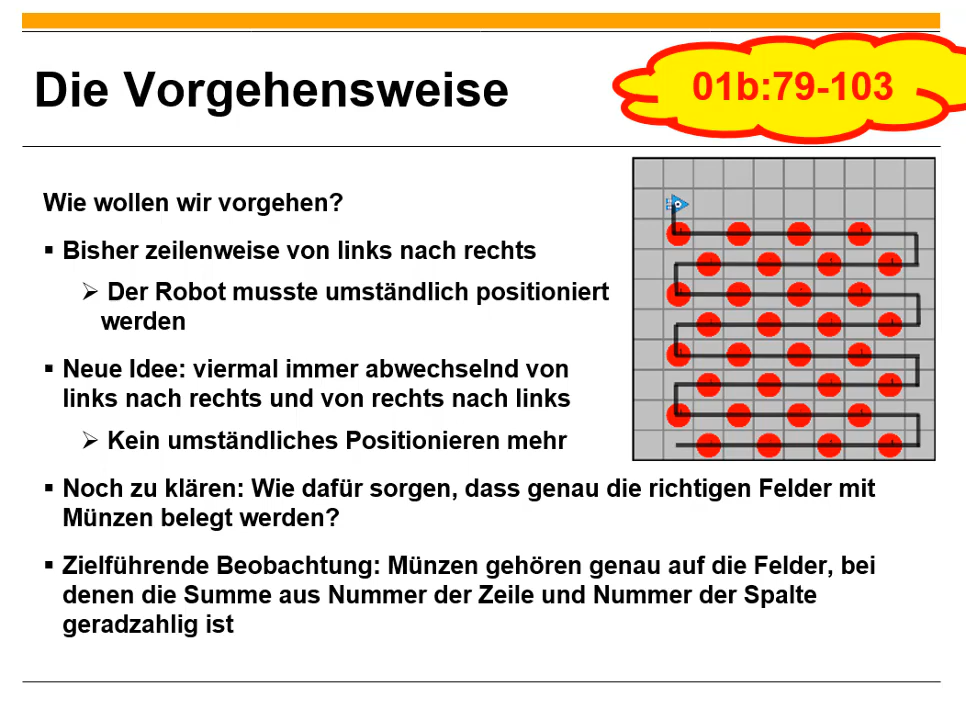 Die Vorgehensweise
01b:79-103
Wie wollen wir vorgehen?
▪ Bisher zeilenweise von links nach rechts
➢ Der Robot musste umständlich positioniert
werden
▪ Neue Idee: viermal immer abwechselnd von
links nach rechts und von rechts nach links
➢ Kein umständliches Positionieren mehr
▪ Noch zu klären: Wie dafür sorgen, dass genau die richtigen Felder mit
Münzen belegt werden?
▪ Zielführende Beobachtung: Münzen gehören genau auf die Felder, bei
denen die Summe aus Nummer der Zeile und Nummer der Spalte
geradzahlig ist